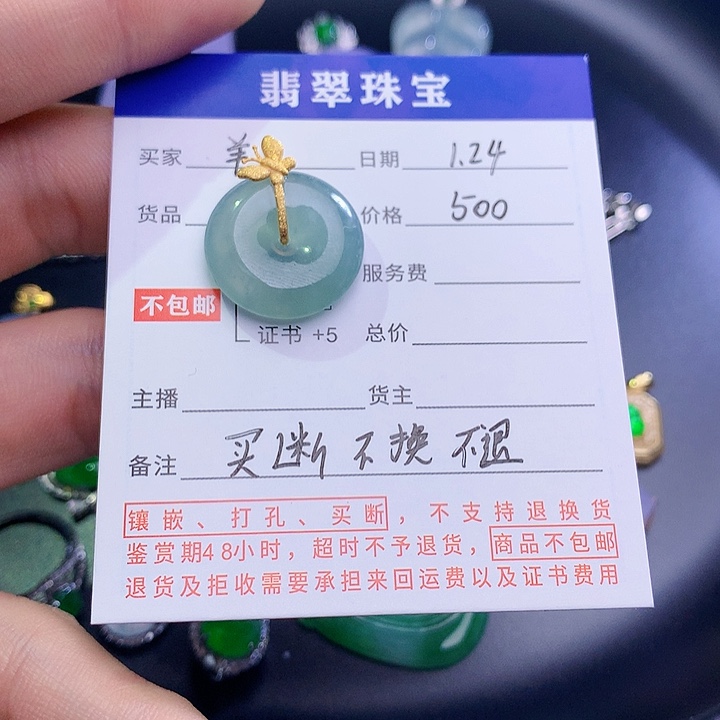 翡翠珠宝
买家 羊 日期 1.24
货品 价格 500
服务费
不包邮
证书 +5 总价
主播 货主
备注 买断 不换 不退
镶嵌、打孔、买断，不支持退换货
鉴赏期48小时，超时不予退货，商品不包邮
退货及拒收需要承担来回运费以及证书费用